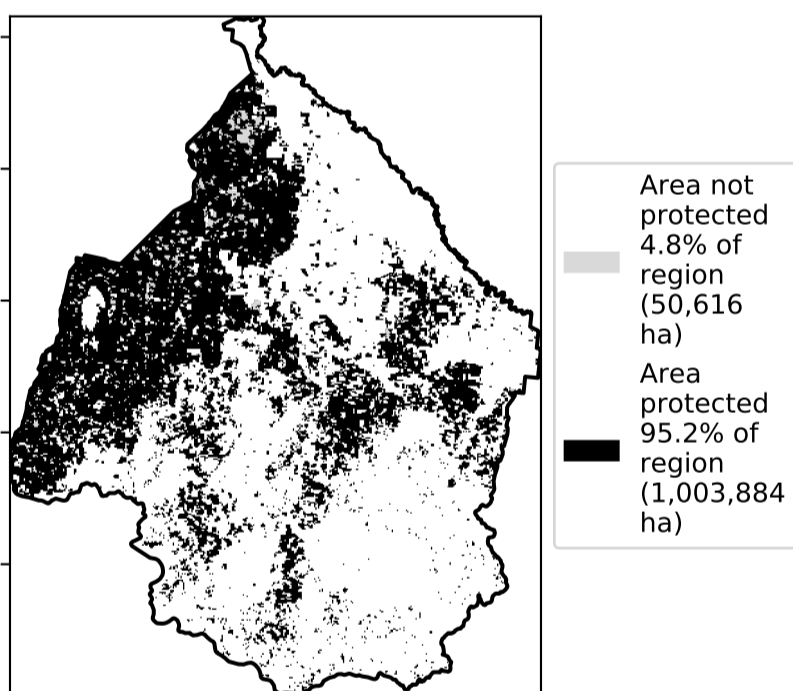 Area not
protected
4.8% of
region
(50,616
ha)
Area
protected
95.2% of
region
(1,003,884
ha)